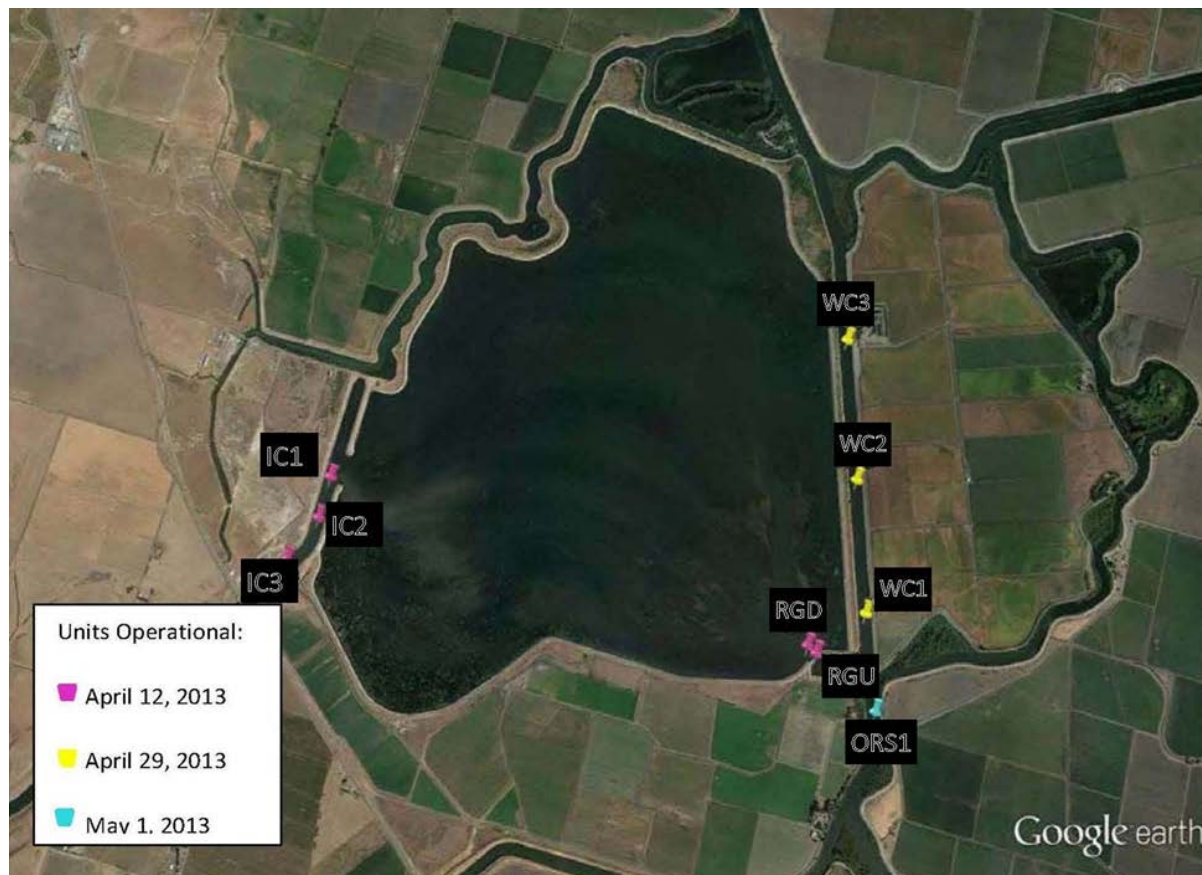 WC3
IC1
WC2
IC2
IC3
WC1
RGD
RGU
ORS1
Units Operational:
April 12, 2013
April 29, 2013
May 1, 2013
Google earth